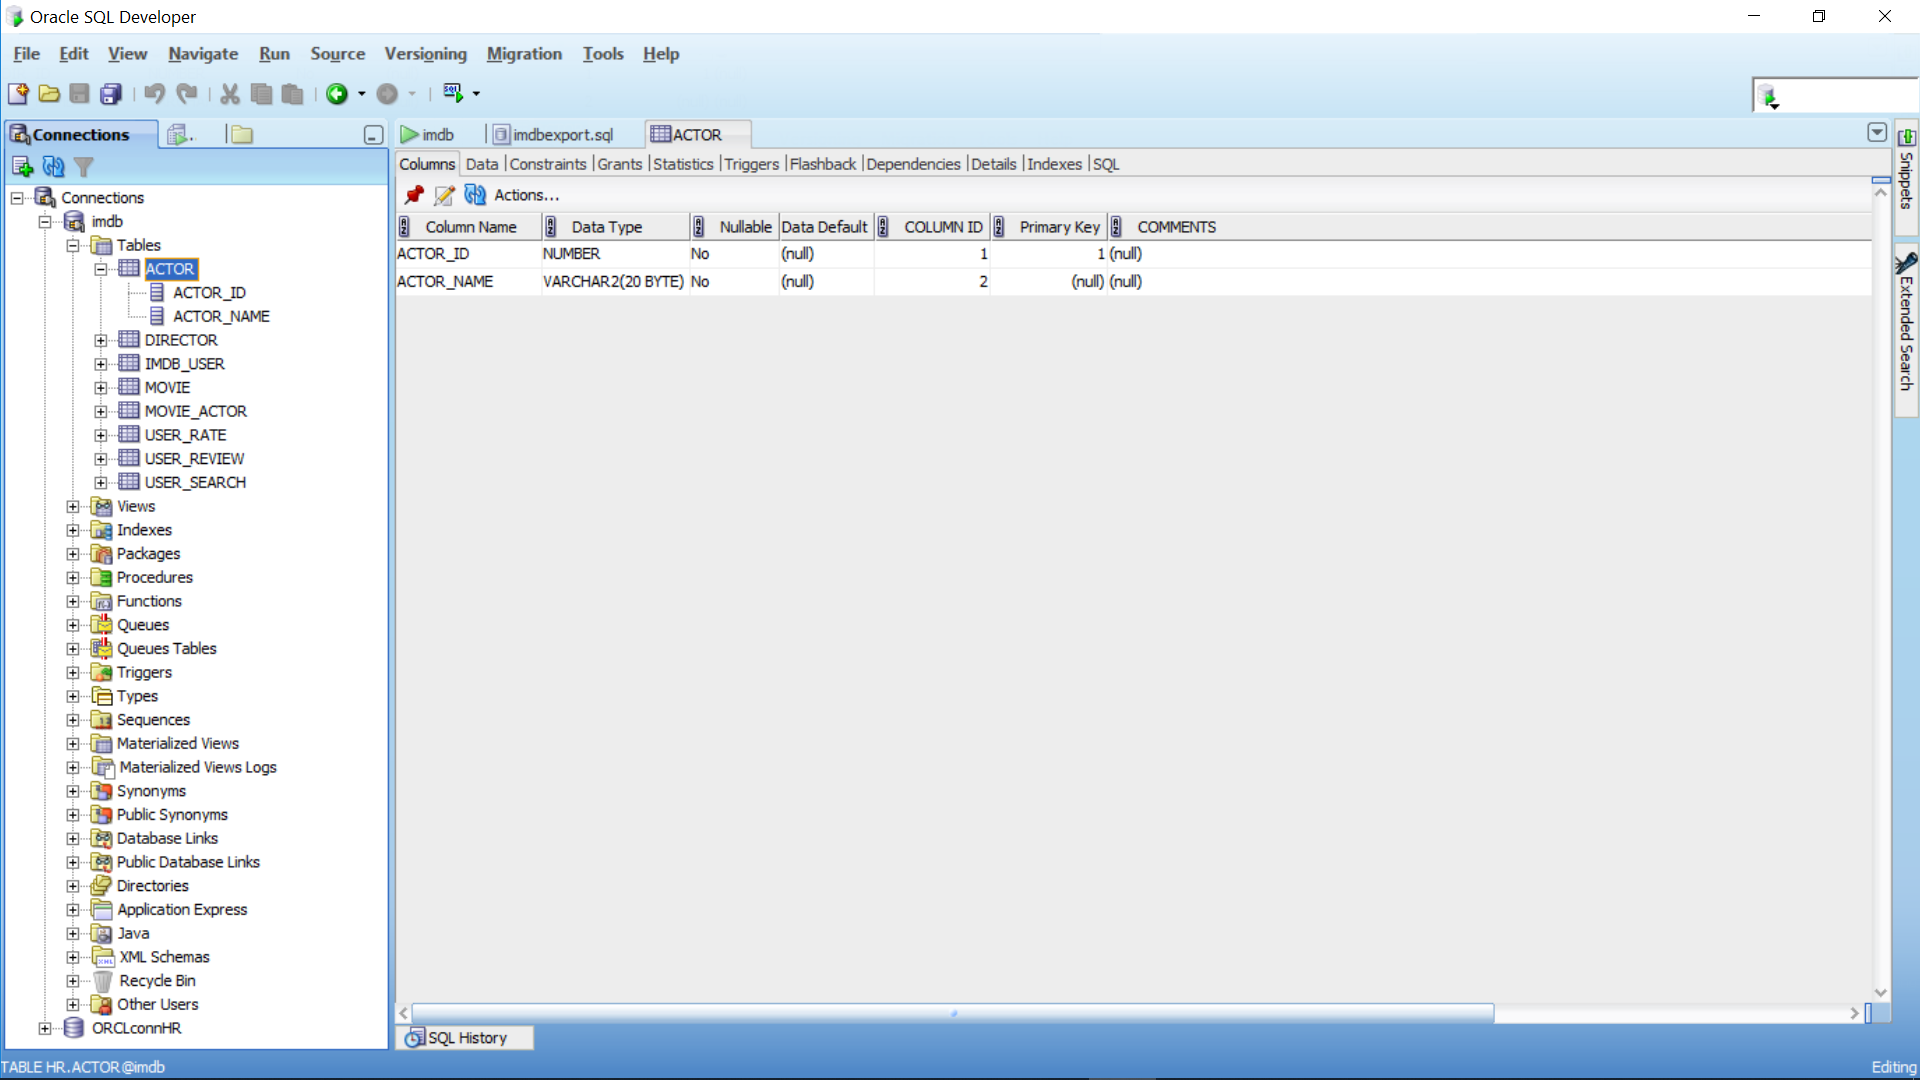 Oracle SQL Developer
File Edit View Navigate Run Source Versioning Migration Tools Help
Connections
imdb imdbexport.sql ACTOR
Columns Data Constraints Grants Statistics Triggers Flashback Dependencies Details Indexes SQL
Actions...
Column Name Data Type Nullable Data Default COLUMN ID Primary Key COMMENTS
ACTOR_ID NUMBER No (null) 1 1 (null)
ACTOR_NAME VARCHAR2(20 BYTE) No (null) 2 (null) (null)
Connections
imdb
Tables
ACTOR
ACTOR_ID
ACTOR_NAME
DIRECTOR
IMDB_USER
MOVIE
MOVIE_ACTOR
USER_RATE
USER_REVIEW
USER_SEARCH
Views
Indexes
Packages
Procedures
Functions
Queues
Queues Tables
Triggers
Types
Sequences
Materialized Views
Materialized Views Logs
Synonyms
Public Synonyms
Database Links
Public Database Links
Directories
Application Express
Java
XML Schemas
Recycle Bin
Other Users
ORCLconnHR
Snippets
Extended Search
SQL History
TABLE HR.ACTOR@imdb
Editing